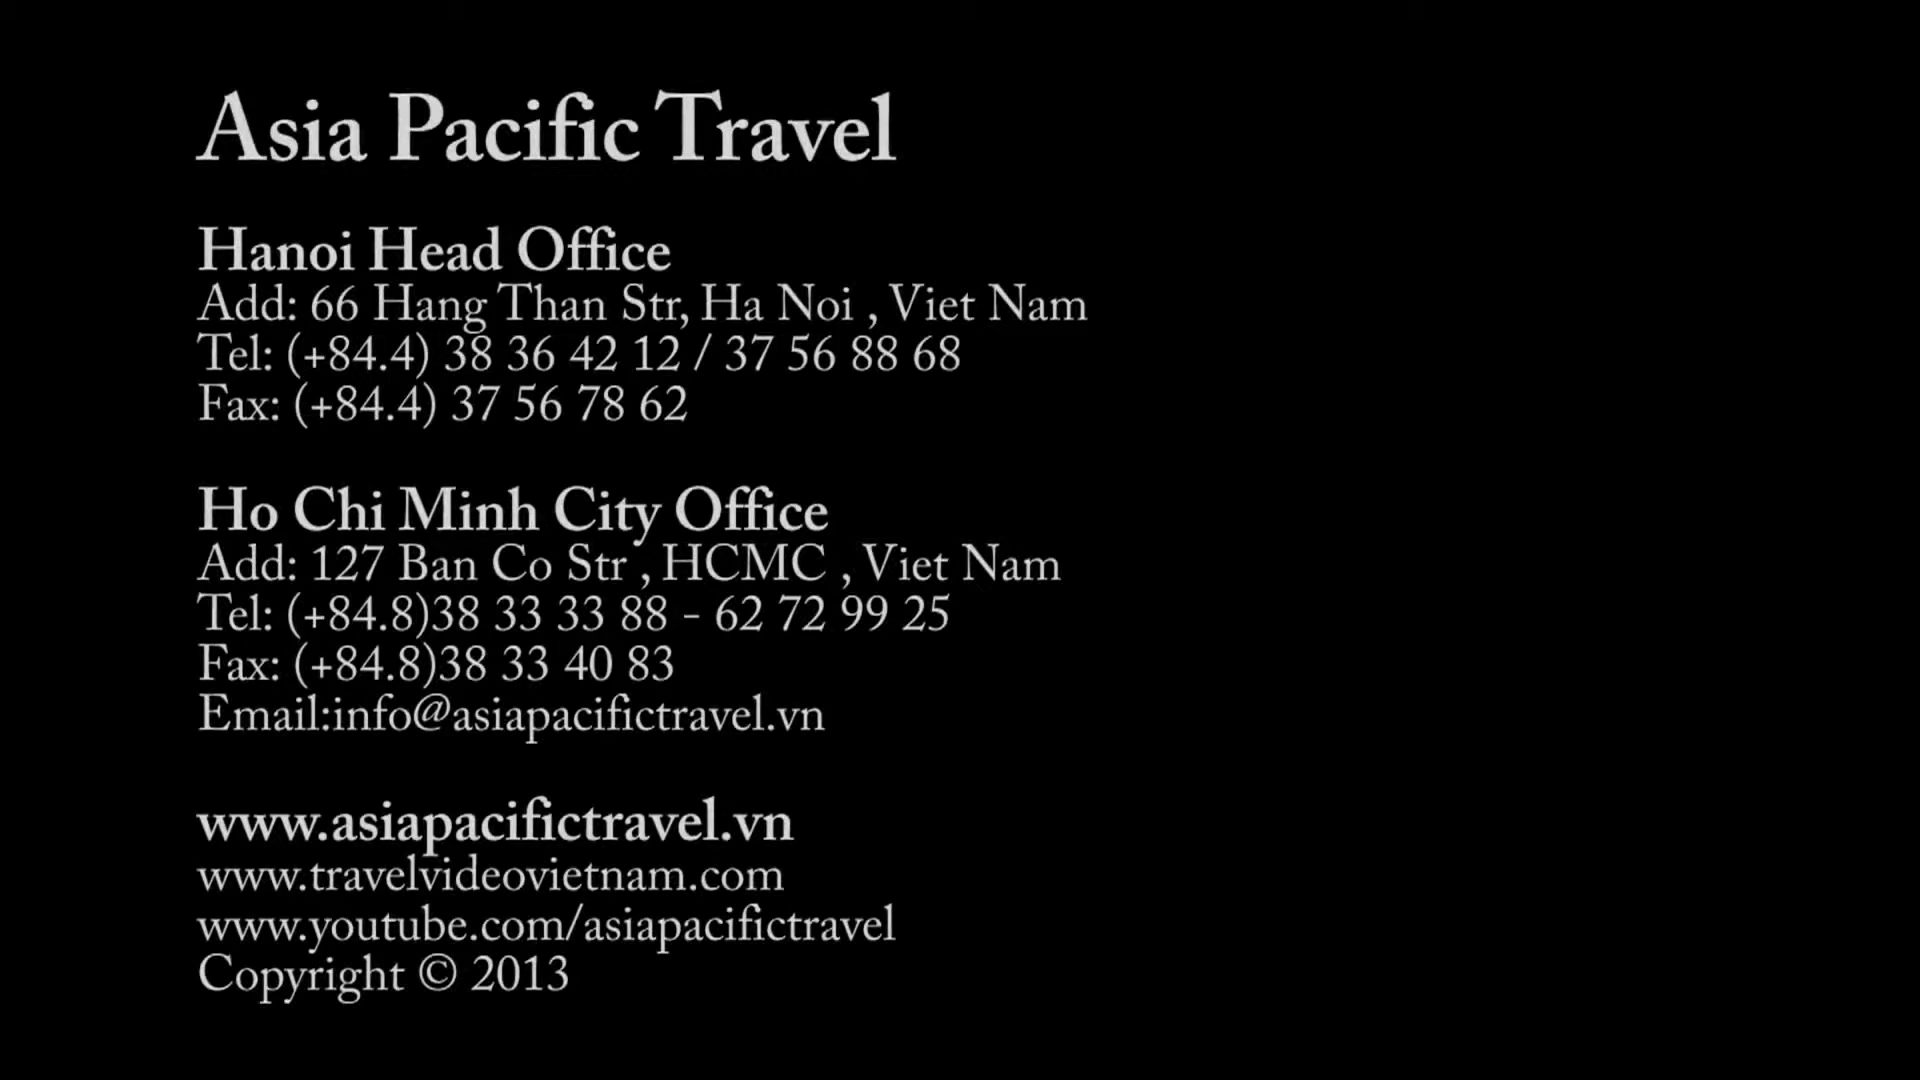 Asia Pacific Travel
Hanoi Head Office
Add: 66 Hang Than Str, Ha Noi , Viet Nam
Tel: (+84.4) 38 36 42 12 / 37 56 88 68
Fax: (+84.4) 37 56 78 62
Ho Chi Minh City Office
Add: 127 Ban Co Str , HCMC , Viet Nam
Tel: (+84.8)38 33 33 88 - 62 72 99 25
Fax: (+84.8)38 33 40 83
Email:info@asiapacifictravel.vn
www.asiapacifictravel.vn
www.travelvideovietnam.com
www.youtube.com/asiapacifictravel
Copyright © 2013